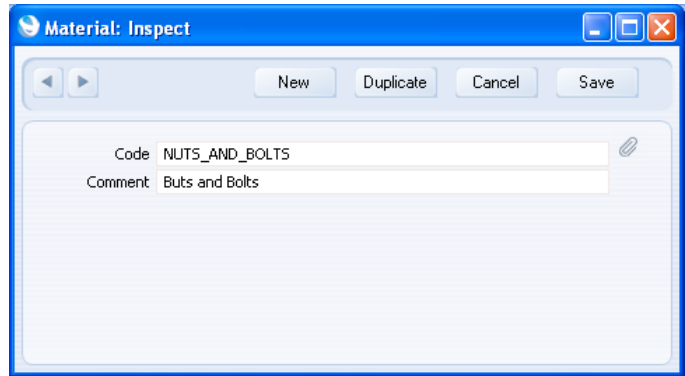 Material: Inspect
New Duplicate Cancel Save
Code NUTS_AND_BOLTS
Comment Buts and Bolts